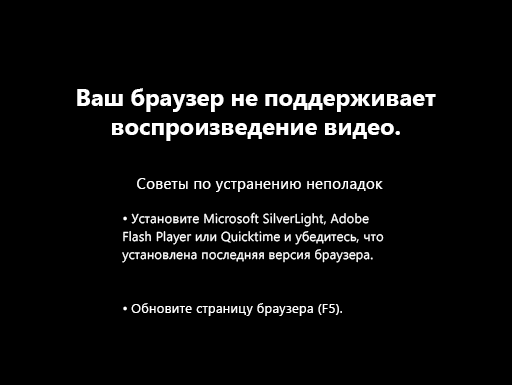 Ваш браузер не поддерживает
воспроизведение видео.
Советы по устранению неполадок
• Установите Microsoft SilverLight, Adobe
Flash Player или Quicktime и убедитесь, что
установлена последняя версия браузера.
• Обновите страницу браузера (F5).